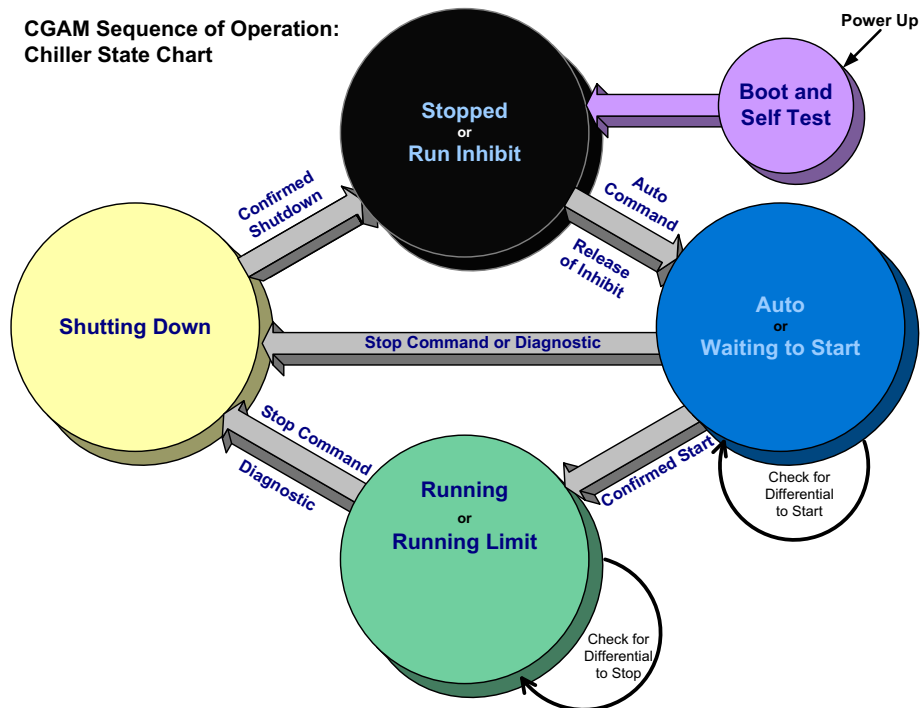 CGAM Sequence of Operation:
Chiller State Chart
Power Up
Boot and
Self Test
Stopped
or
Run Inhibit
Confirmed
Shutdown
Auto
Command
Release
of Inhibit
Shutting Down
Stop Command or Diagnostic
Auto
or
Waiting to Start
Stop Command
Diagnostic
Confirmed Start
Check for
Differential
to Start
Running
or
Running Limit
Check for
Differential
to Stop